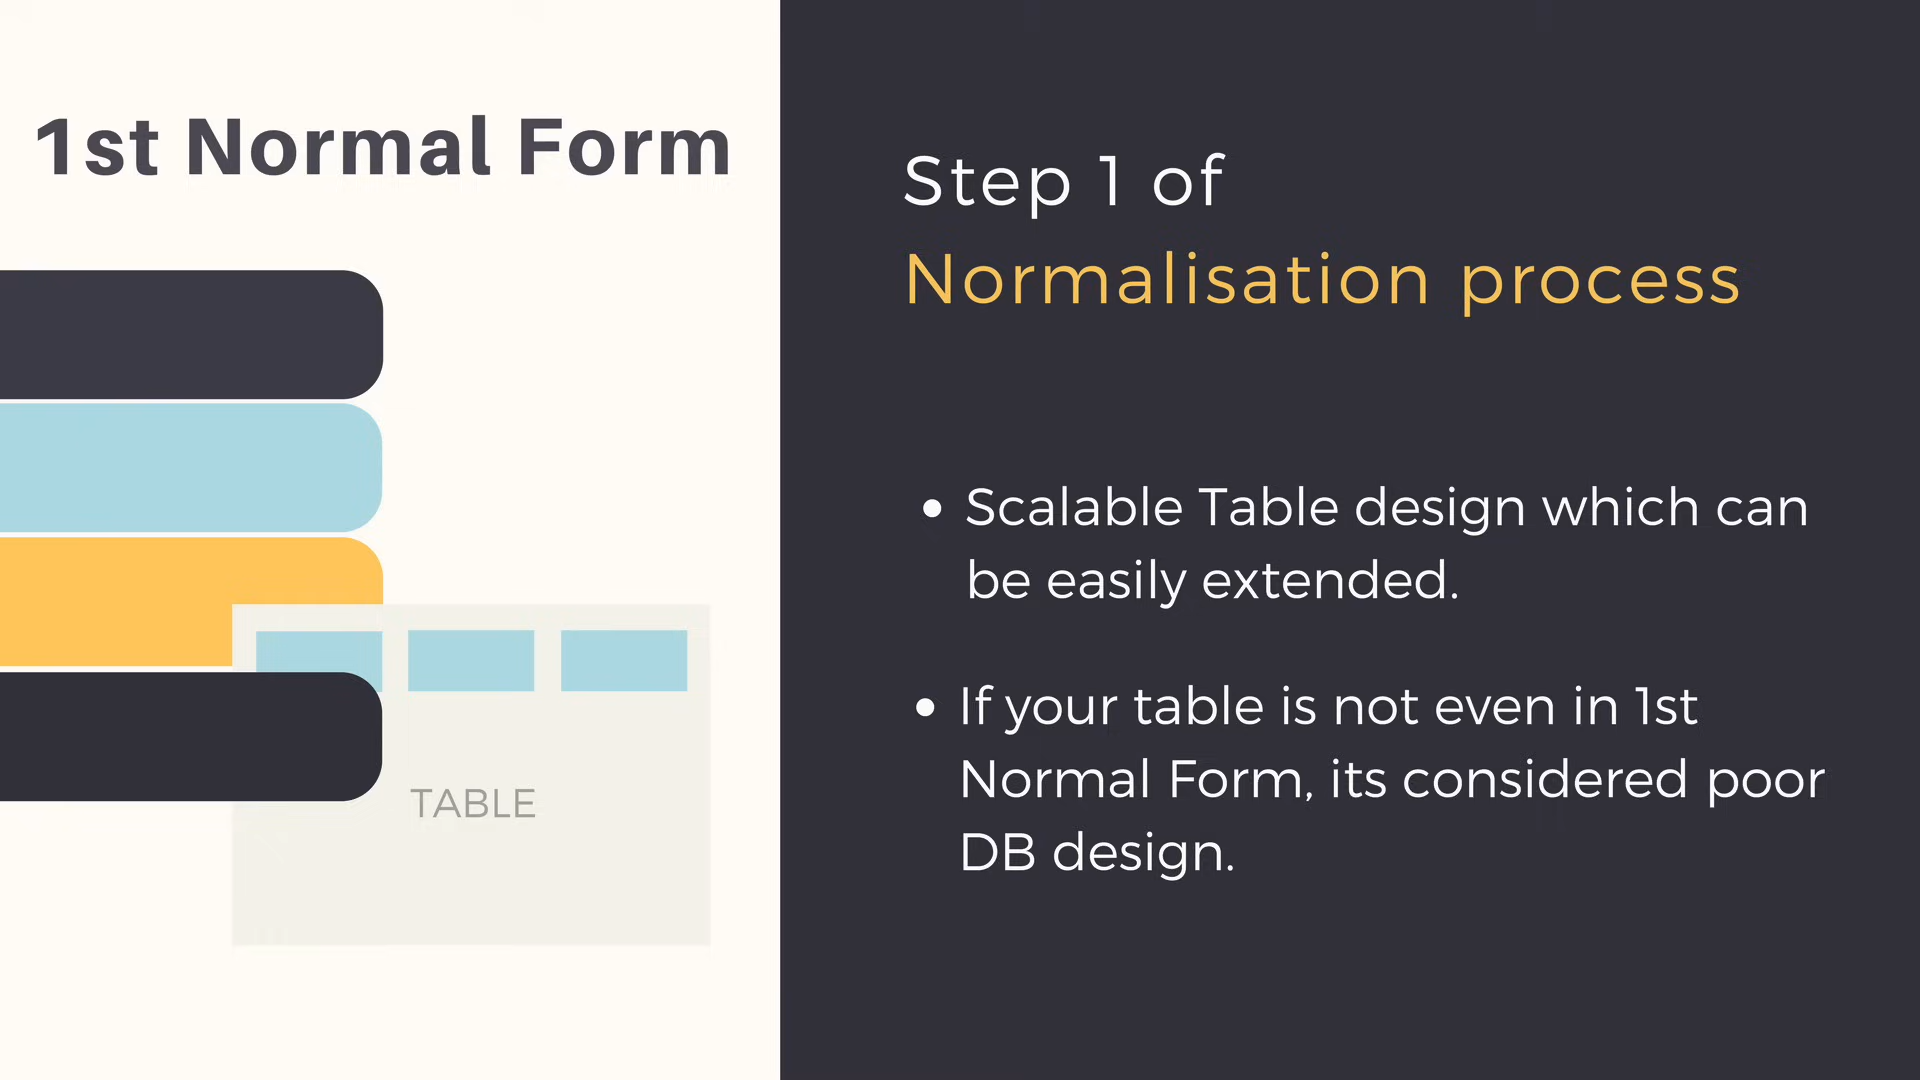 1st Normal Form
Step 1 of
Normalisation process
• Scalable Table design which can
be easily extended.
• If your table is not even in 1st
Normal Form, its considered poor
DB design.
TABLE